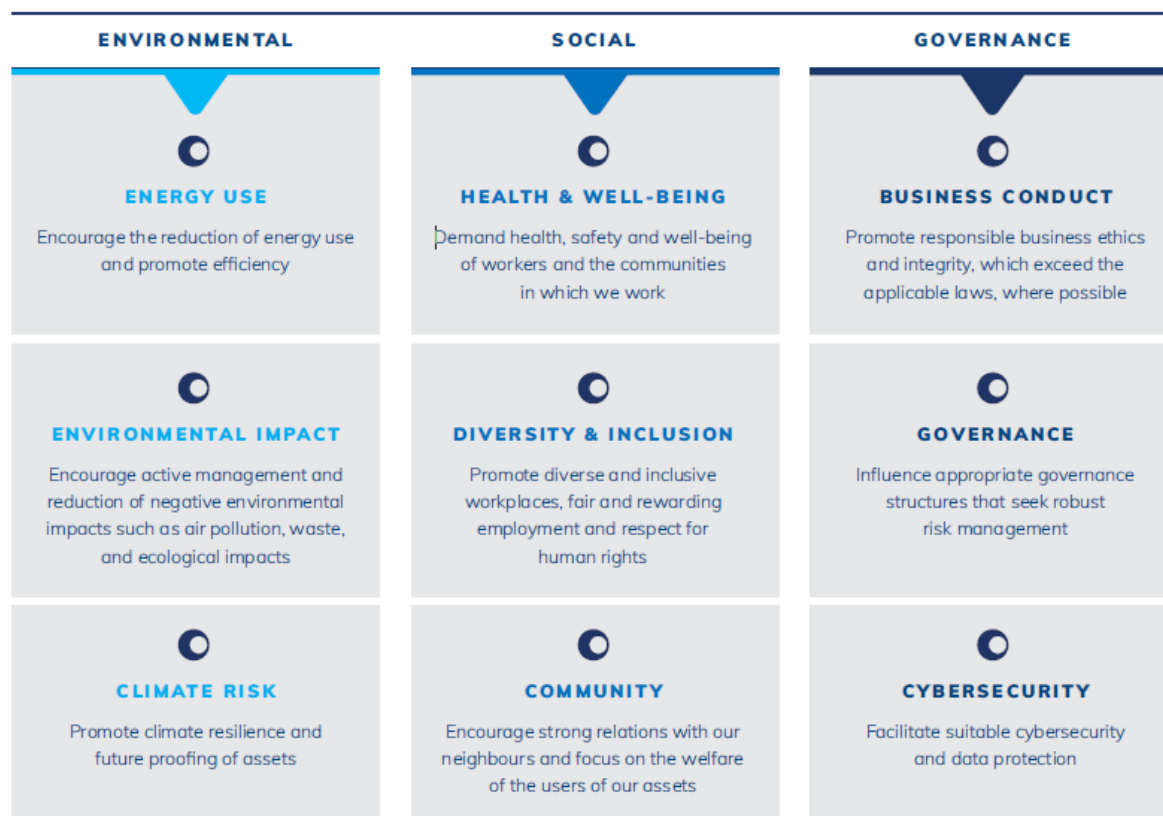 ENVIRONMENTAL
SOCIAL
GOVERNANCE
ENERGY USE
Encourage the reduction of energy use
and promote efficiency
HEALTH & WELL-BEING
Demand health, safety and well-being
of workers and the communities
in which we work
BUSINESS CONDUCT
Promote responsible business ethics
and integrity, which exceed the
applicable laws, where possible
ENVIRONMENTAL IMPACT
Encourage active management and
reduction of negative environmental
impacts such as air pollution, waste,
and ecological impacts
DIVERSITY & INCLUSION
Promote diverse and inclusive
workplaces, fair and rewarding
employment and respect for
human rights
GOVERNANCE
Influence appropriate governance
structures that seek robust
risk management
CLIMATE RISK
Promote climate resilience and
future proofing of assets
COMMUNITY
Encourage strong relations with our
neighbours and focus on the welfare
of the users of our assets
CYBERSECURITY
Facilitate suitable cybersecurity
and data protection